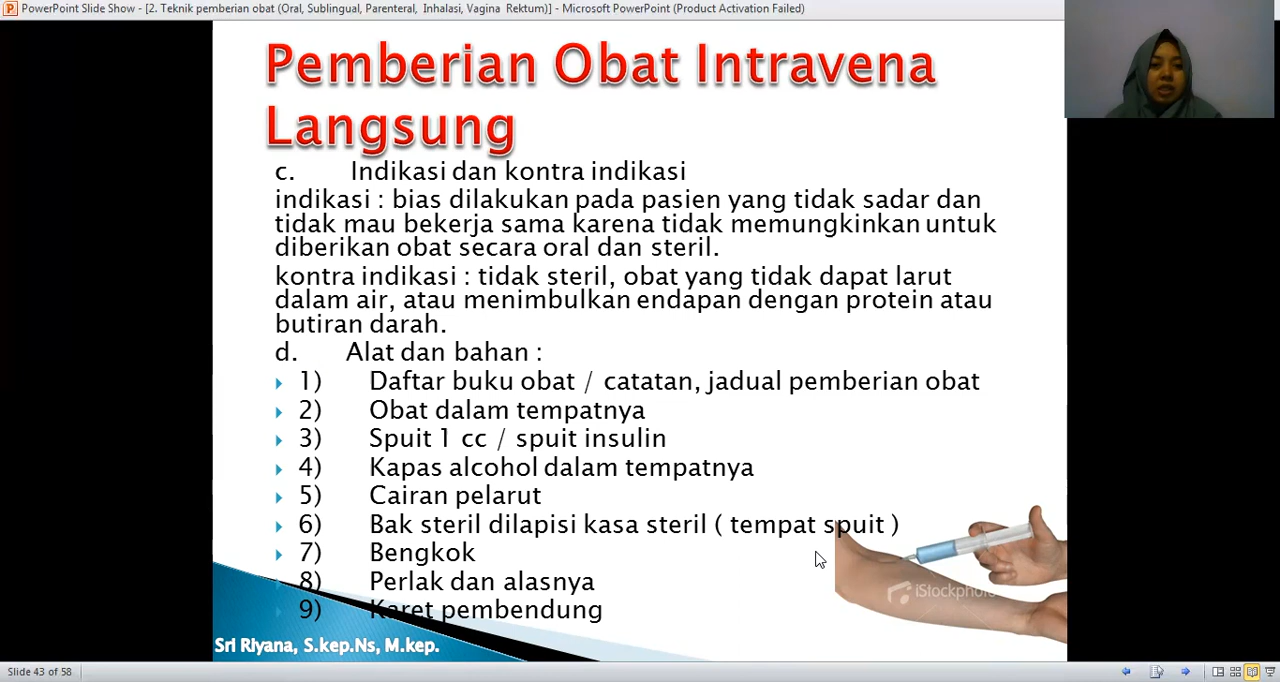 PowerPoint Slide Show - [2. Teknik pemberian obat (Oral, Sublingual, Parenteral, Inhalasi, Vagina Rektum)] - Microsoft PowerPoint (Product Activation Failed)
Pemberian Obat Intravena
Langsung
c. Indikasi dan kontra indikasi
indikasi : bias dilakukan pada pasien yang tidak sadar dan
tidak mau bekerja sama karena tidak memungkinkan untuk
diberikan obat secara oral dan steril.
kontra indikasi : tidak steril, obat yang tidak dapat larut
dalam air, atau menimbulkan endapan dengan protein atau
butiran darah.
d. Alat dan bahan :
1) Daftar buku obat / catatan, jadual pemberian obat
2) Obat dalam tempatnya
3) Spuit 1 cc / spuit insulin
4) Kapas alcohol dalam tempatnya
5) Cairan pelarut
6) Bak steril dilapisi kasa steril ( tempat spuit )
7) Bengkok
8) Perlak dan alasnya
9) Karet pembendung
iStockphoto
Sri Riyana, S.kep.Ns, M.kep.
Slide 43 of 58